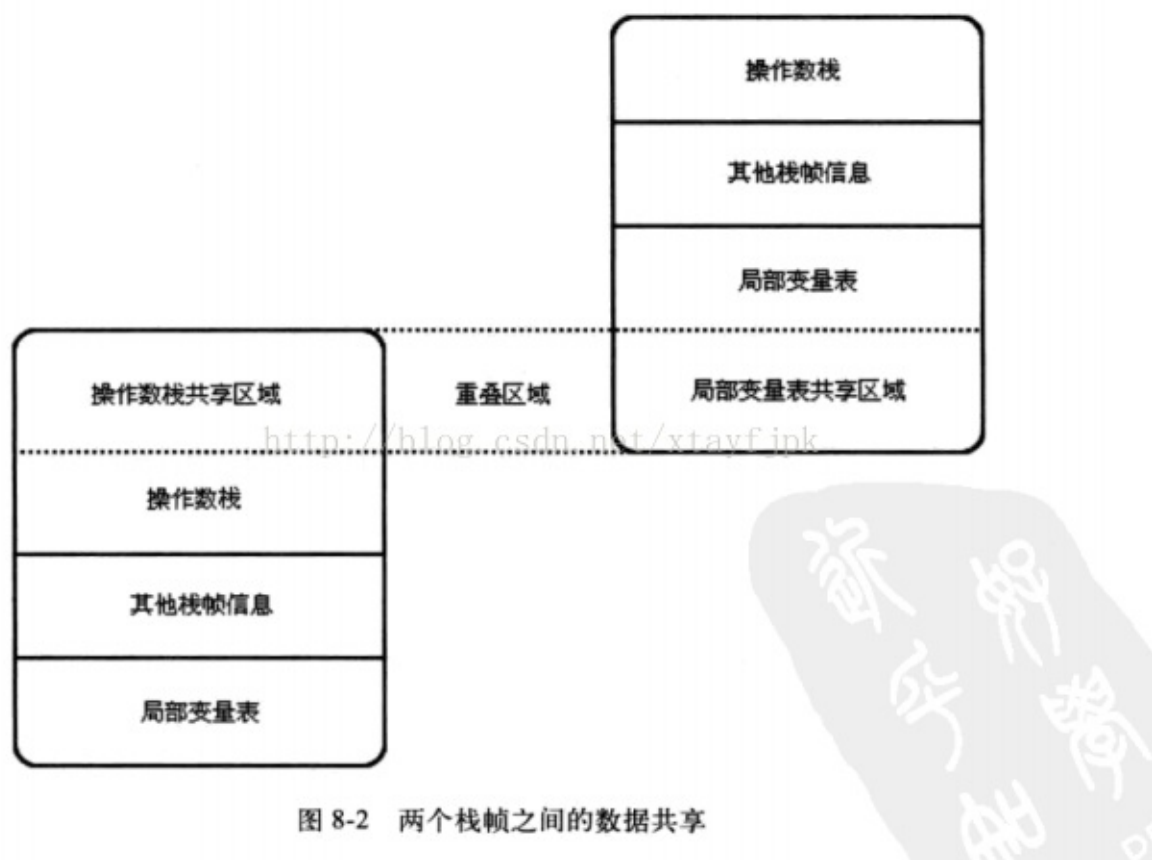 操作数栈
其他栈帧信息
局部变量表
操作数栈共享区域
重叠区域
局部变量表共享区域
http://blog.csdn.net/xtayfjpk
操作数栈
其他栈帧信息
局部变量表
图 8-2 两个栈帧之间的数据共享